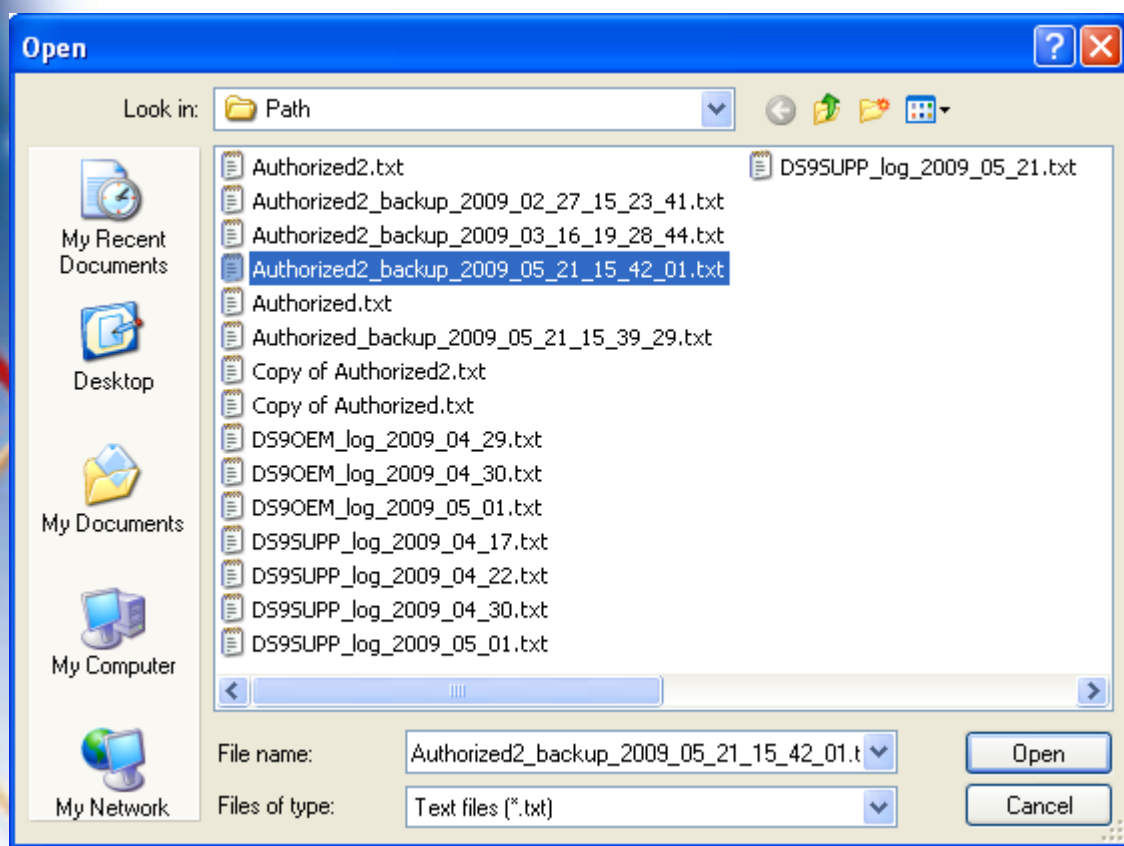 Open
Look in:
Path
My Recent
Documents
Desktop
My Documents
My Computer
My Network
Authorized2.txt
Authorized2_backup_2009_02_27_15_23_41.txt
Authorized2_backup_2009_03_16_19_28_44.txt
Authorized2_backup_2009_05_21_15_42_01.txt
Authorized.txt
Authorized_backup_2009_05_21_15_39_29.txt
Copy of Authorized2.txt
Copy of Authorized.txt
DS9OEM_log_2009_04_29.txt
DS9OEM_log_2009_04_30.txt
DS9OEM_log_2009_05_01.txt
DS9SUPP_log_2009_04_17.txt
DS9SUPP_log_2009_04_22.txt
DS9SUPP_log_2009_04_30.txt
DS9SUPP_log_2009_05_01.txt
DS9SUPP_log_2009_05_21.txt
File name:
Authorized2_backup_2009_05_21_15_42_01.t
Open
Files of type:
Text files (*.txt)
Cancel